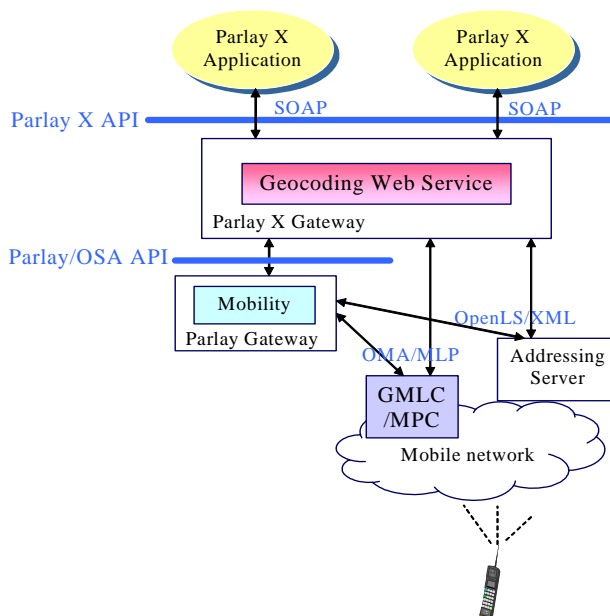 Parlay X
Application
Parlay X
Application
SOAP
SOAP
Parlay X API
Geocoding Web Service
Parlay X Gateway
Parlay/OSA API
Mobility
Parlay Gateway
OpenLS/XML
OMA/MLP
Addressing
Server
GMLC
/MPC
Mobile network